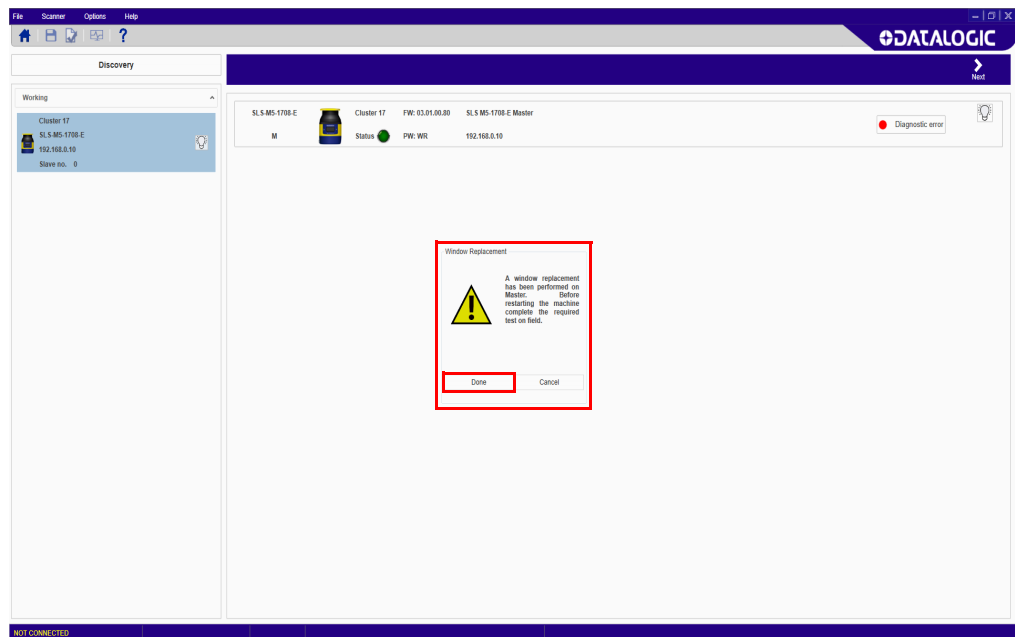 File Scanner Options Help
?
DATALOGIC
Discovery
Next
Working
Cluster 17
SLS-M5-1708-E
192.168.0.10
Slave no. 0
SLS-M5-1708-E Cluster 17 FW: 03.01.00.80 SLS M5-1708-E Master
M Status PW: WR 192.168.0.10
Diagnostic error
Window Replacement
A window replacement
has been performed on
Master. Before
restarting the machine
complete the required
test on field.
Done Cancel
NOT CONNECTED